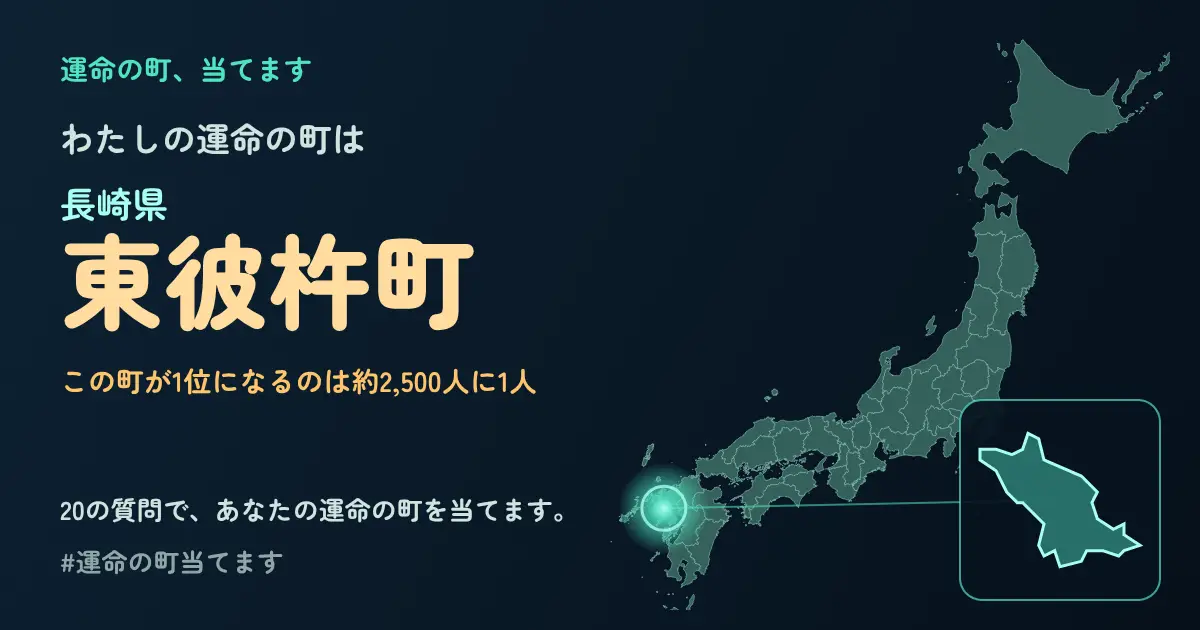 運命の町、当てます
わたしの運命の町は
長崎県
東彼杵町
この町が1位になるのは約2,500人に1人
20の質問で、あなたの運命の町を当てます。
#運命の町当てます